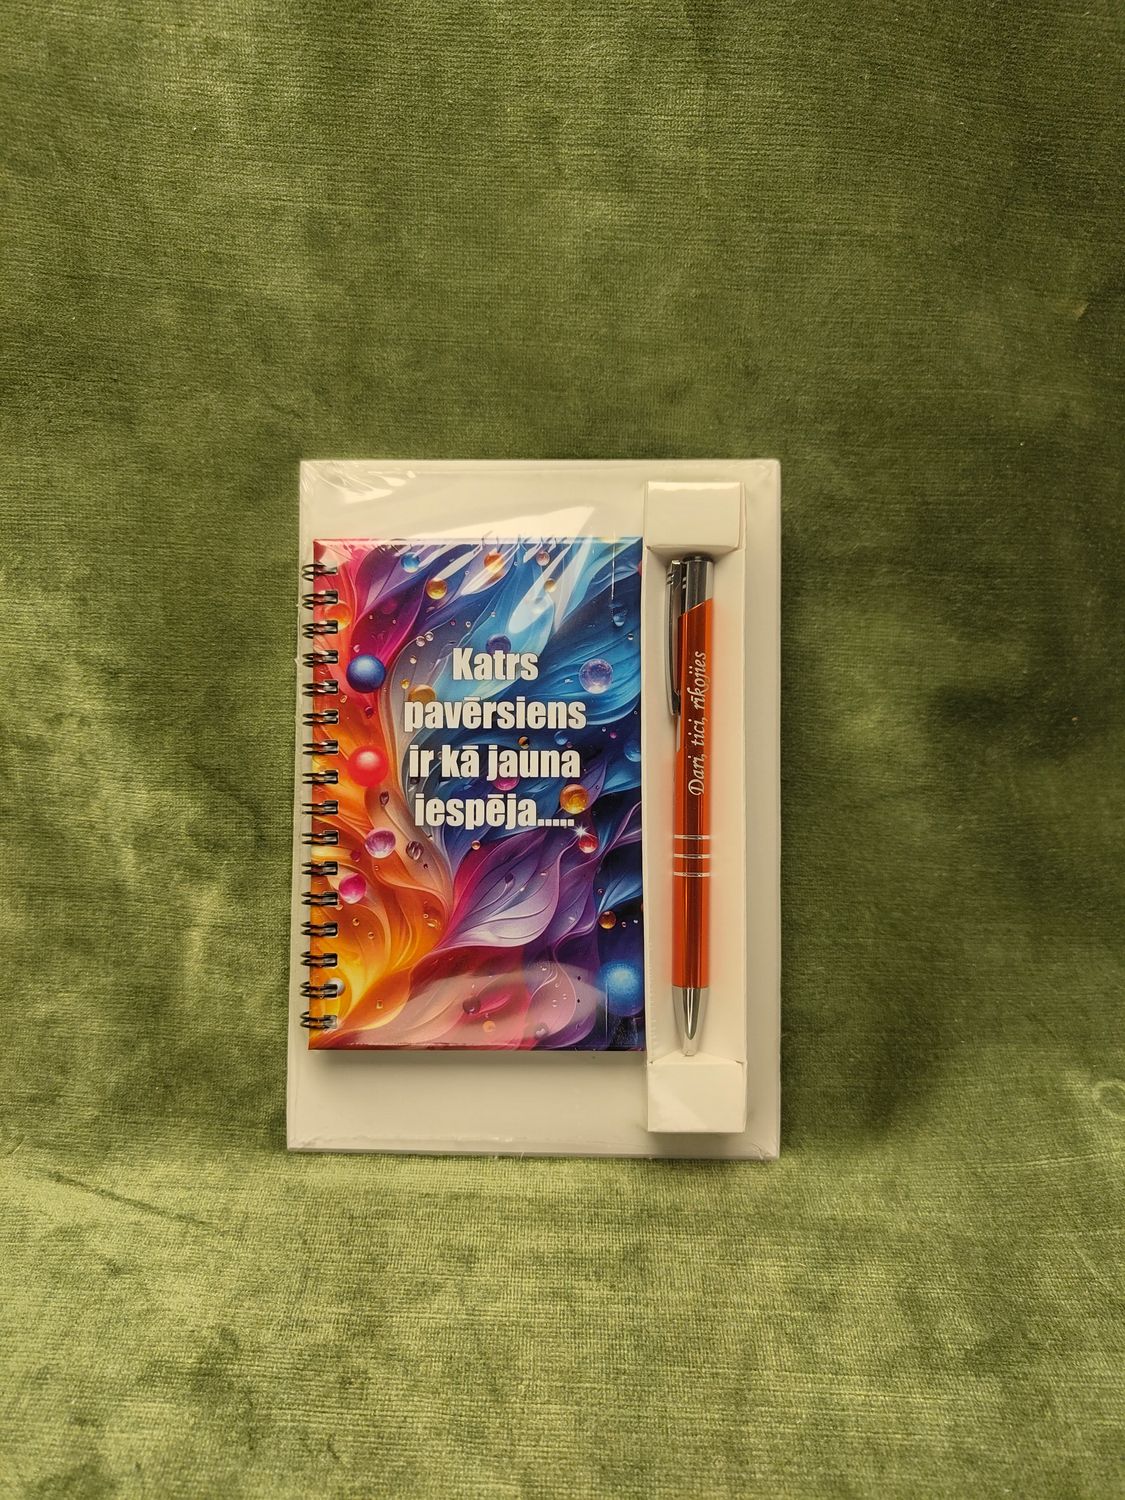 Katrs
pavērsiens
ir kā jauna
iespēja.....
Dari, tici, rīkojies